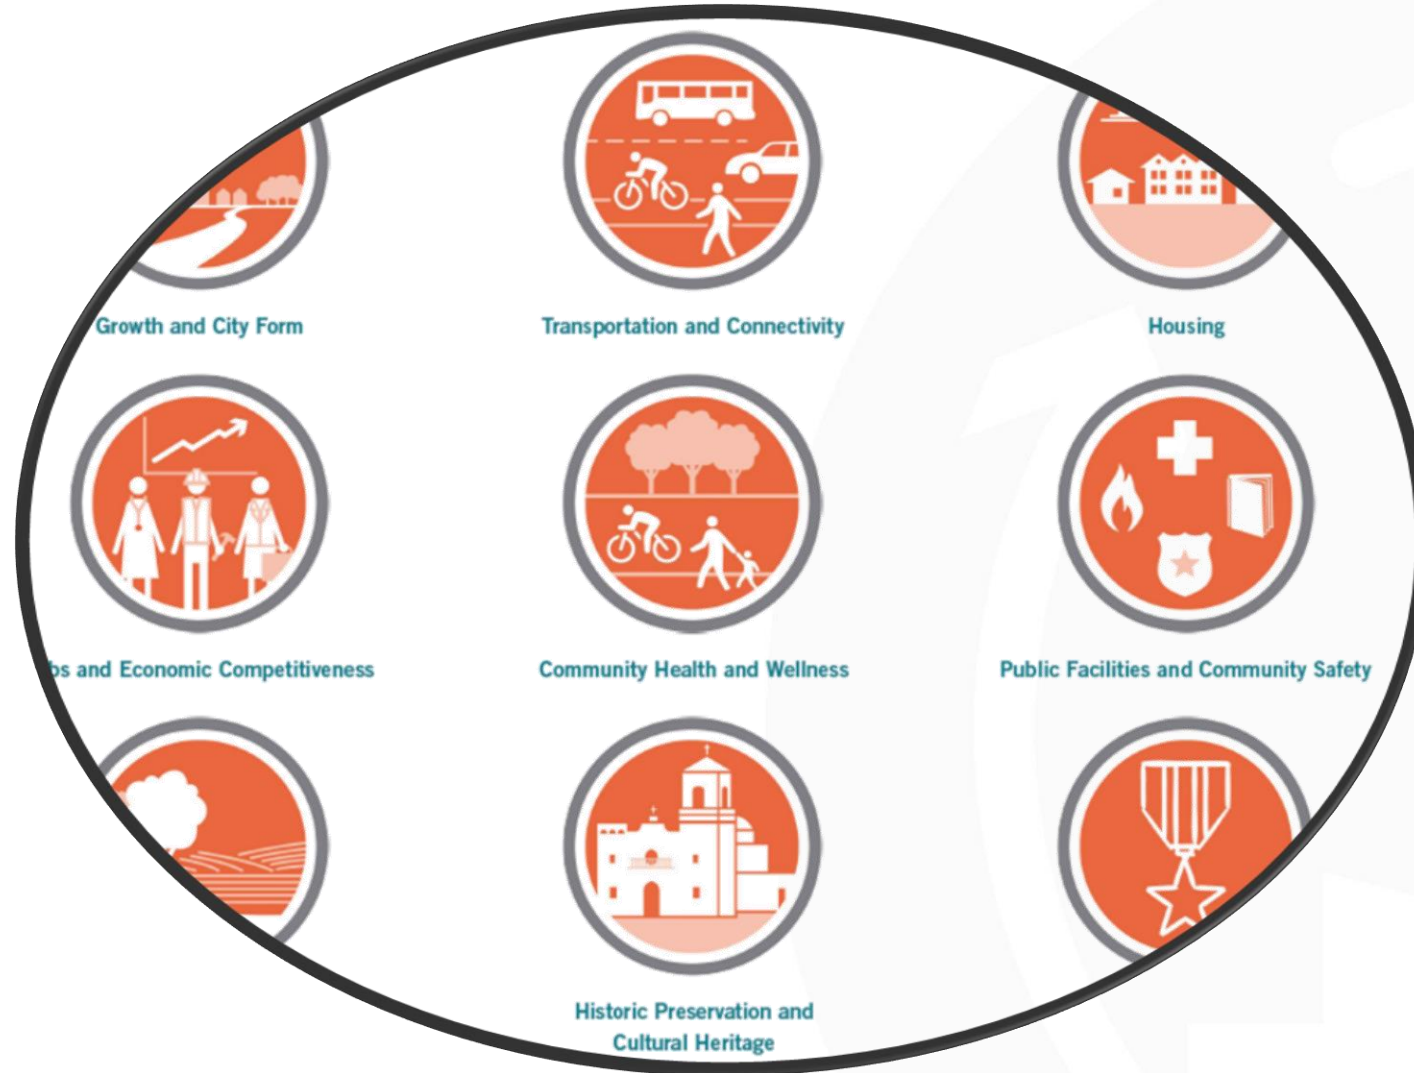 Growth and City Form
Transportation and Connectivity
Housing
bs and Economic Competitiveness
Community Health and Wellness
Public Facilities and Community Safety
Historic Preservation and
Cultural Heritage